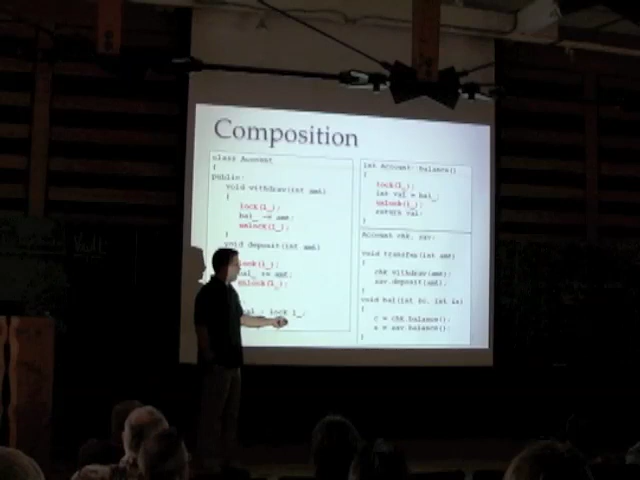 Composition
class Account
{
public:
void withdraw(int amt)
{
lock(l_);
bal_ -= amt;
unlock(l_);
}
void deposit(int amt)
lock(l_);
bal_ += amt;
unlock(l_);
lock l_;
int Account::balance()
{
lock(l_);
int val = bal_;
unlock(l_);
return val;
}
Account chk, sav;
void transfer(int amt)
{
chk.withdraw(amt);
sav.deposit(amt);
}
void bal(int &c, int &s)
{
c = chk.balance();
s = sav.balance();
}